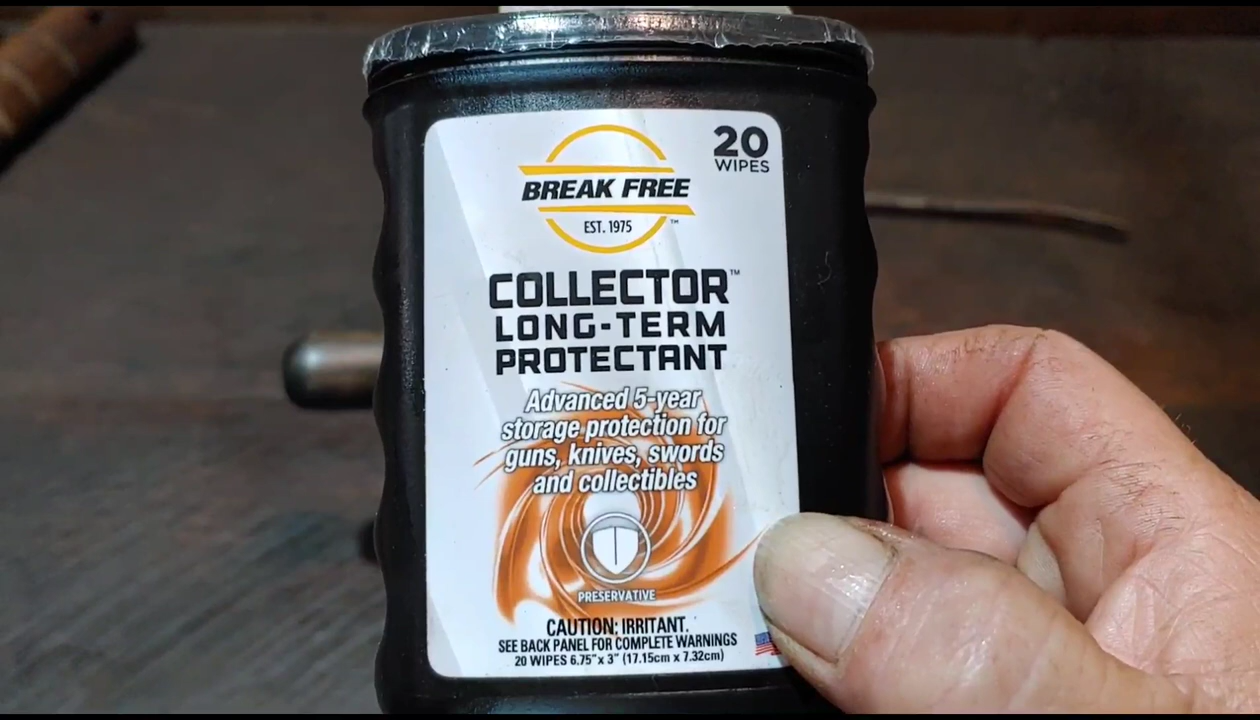 20
WIPES
BREAK FREE
™
EST. 1975
COLLECTOR™
LONG-TERM
PROTECTANT
Advanced 5-year
storage protection for
guns, knives, swords
and collectibles
PRESERVATIVE
CAUTION: IRRITANT.
SEE BACK PANEL FOR COMPLETE WARNINGS
20 WIPES 6.75" x 3" (17.15cm x 7.32cm)